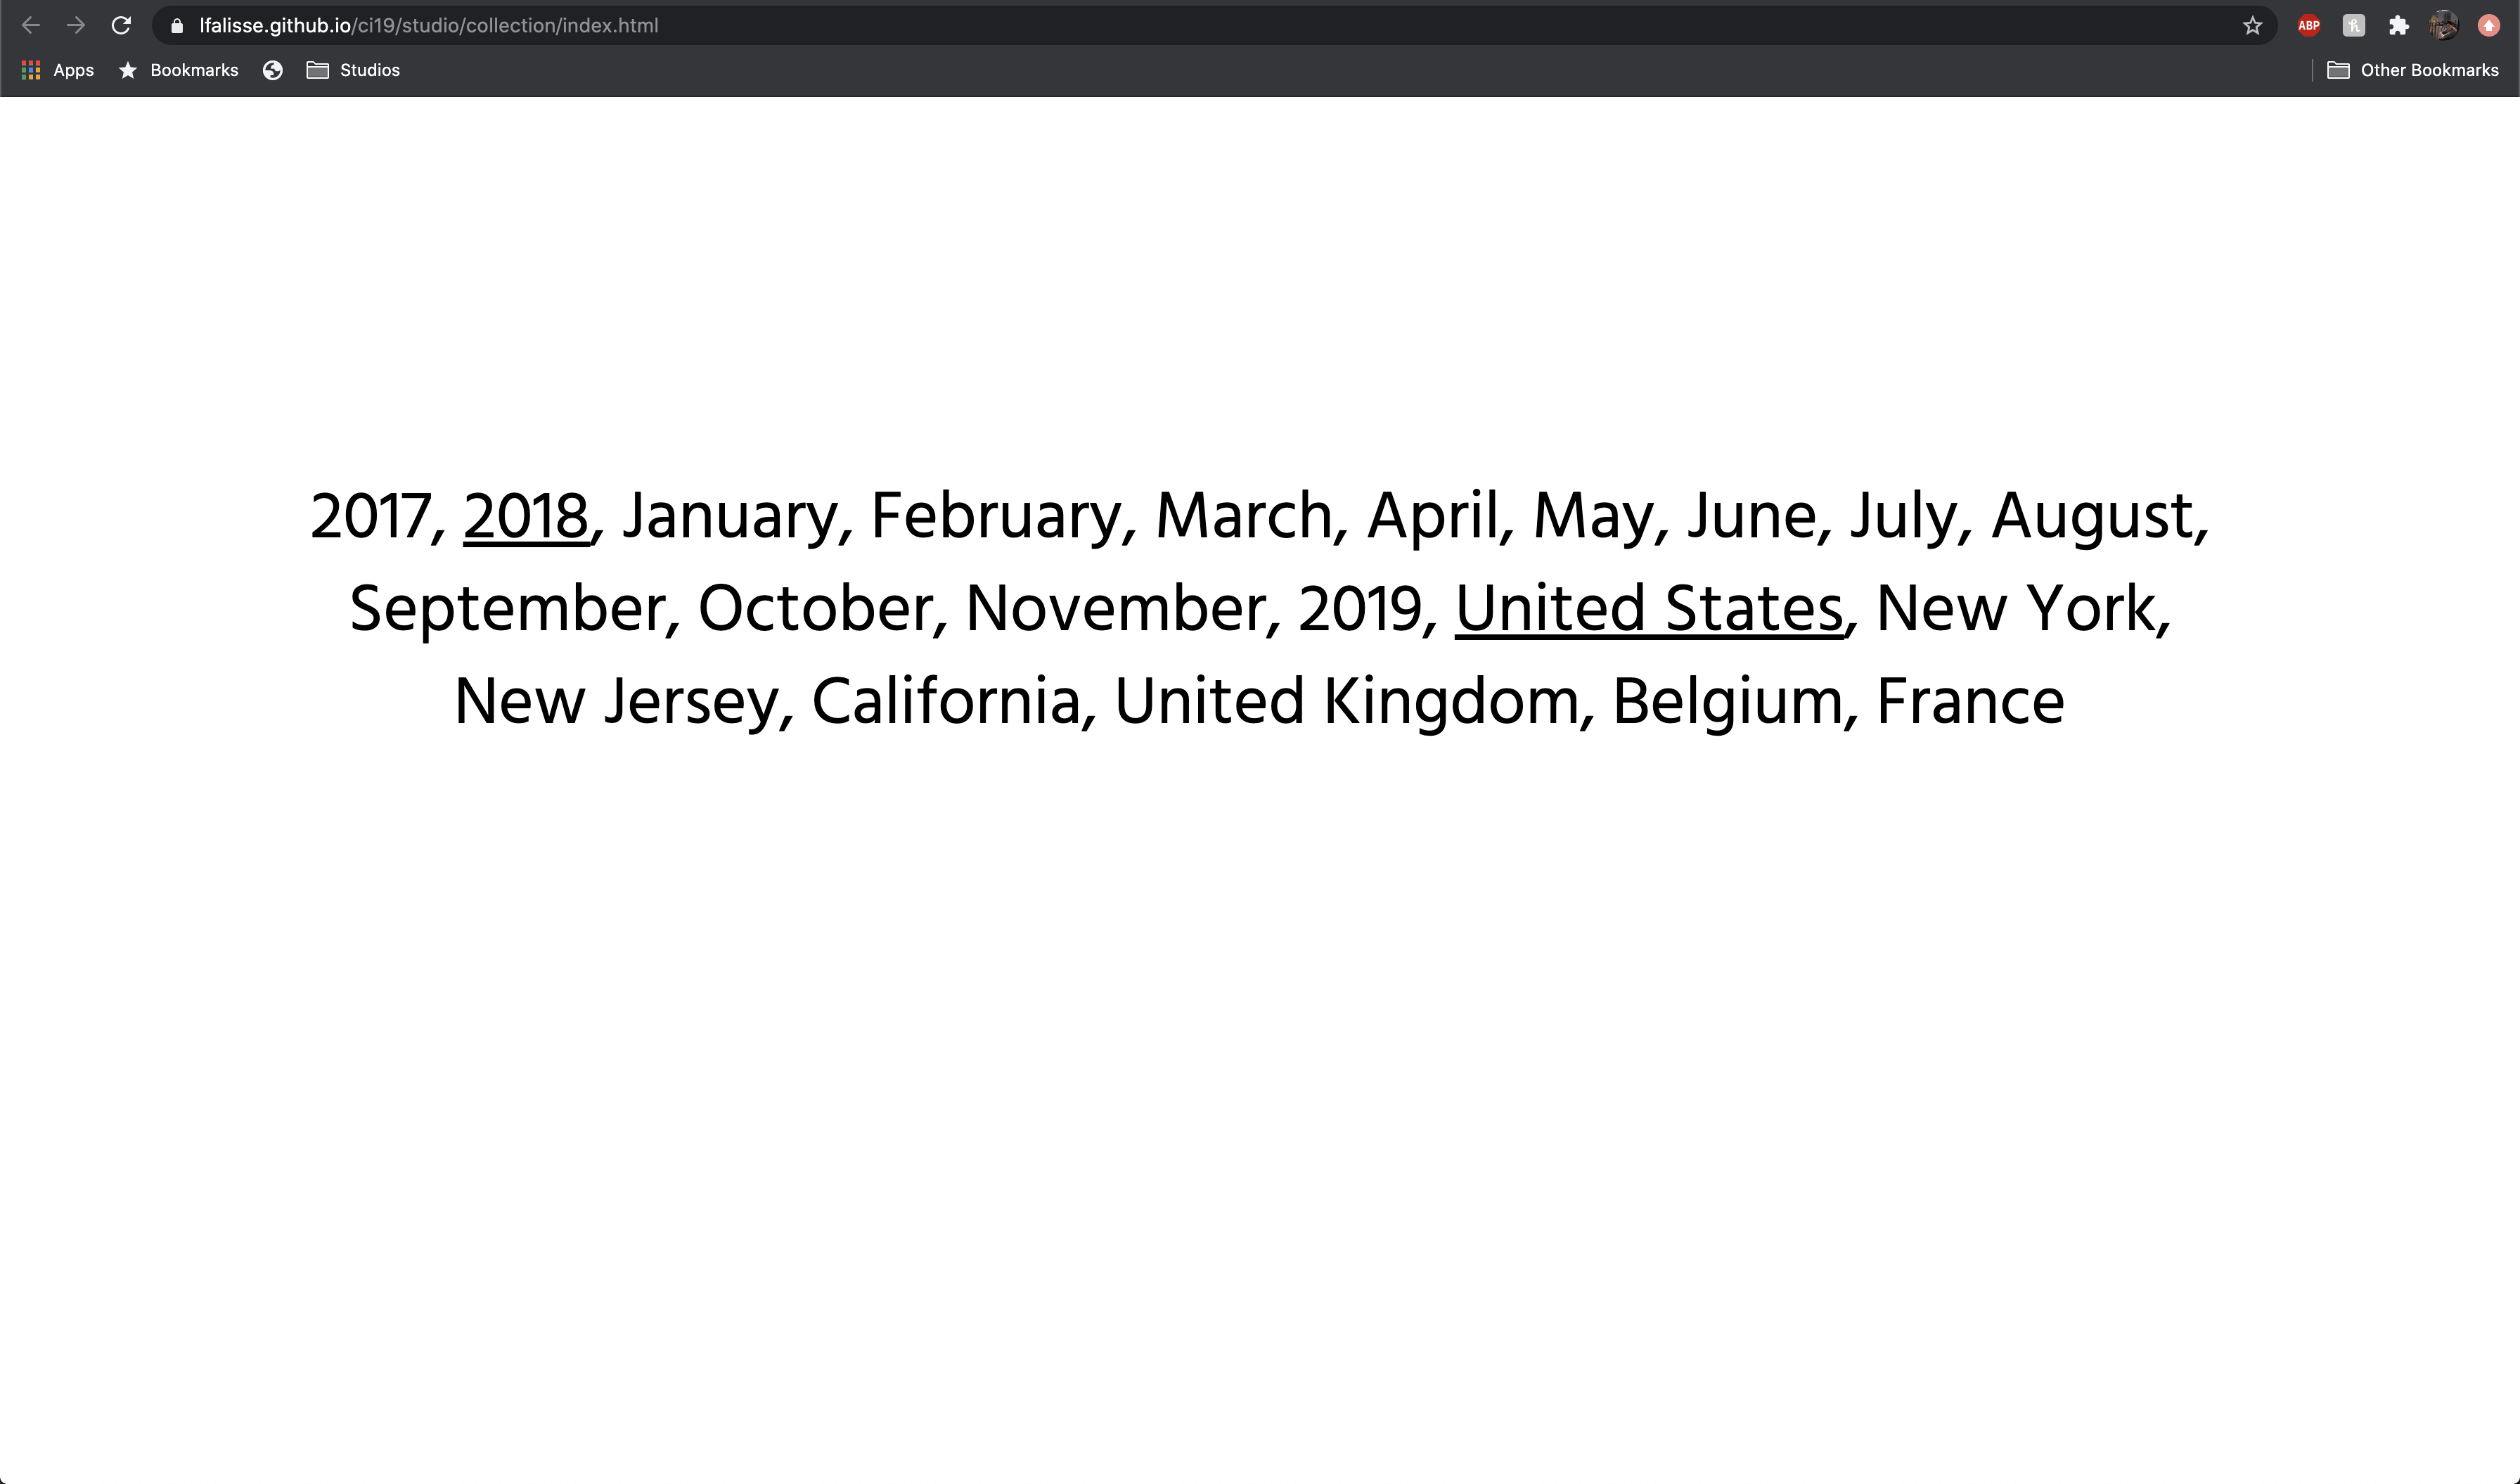 lfalisse.github.io/ci19/studio/collection/index.html
ABP
Apps Bookmarks Studios Other Bookmarks
2017, 2018, January, February, March, April, May, June, July, August,
September, October, November, 2019, United States, New York,
New Jersey, California, United Kingdom, Belgium, France